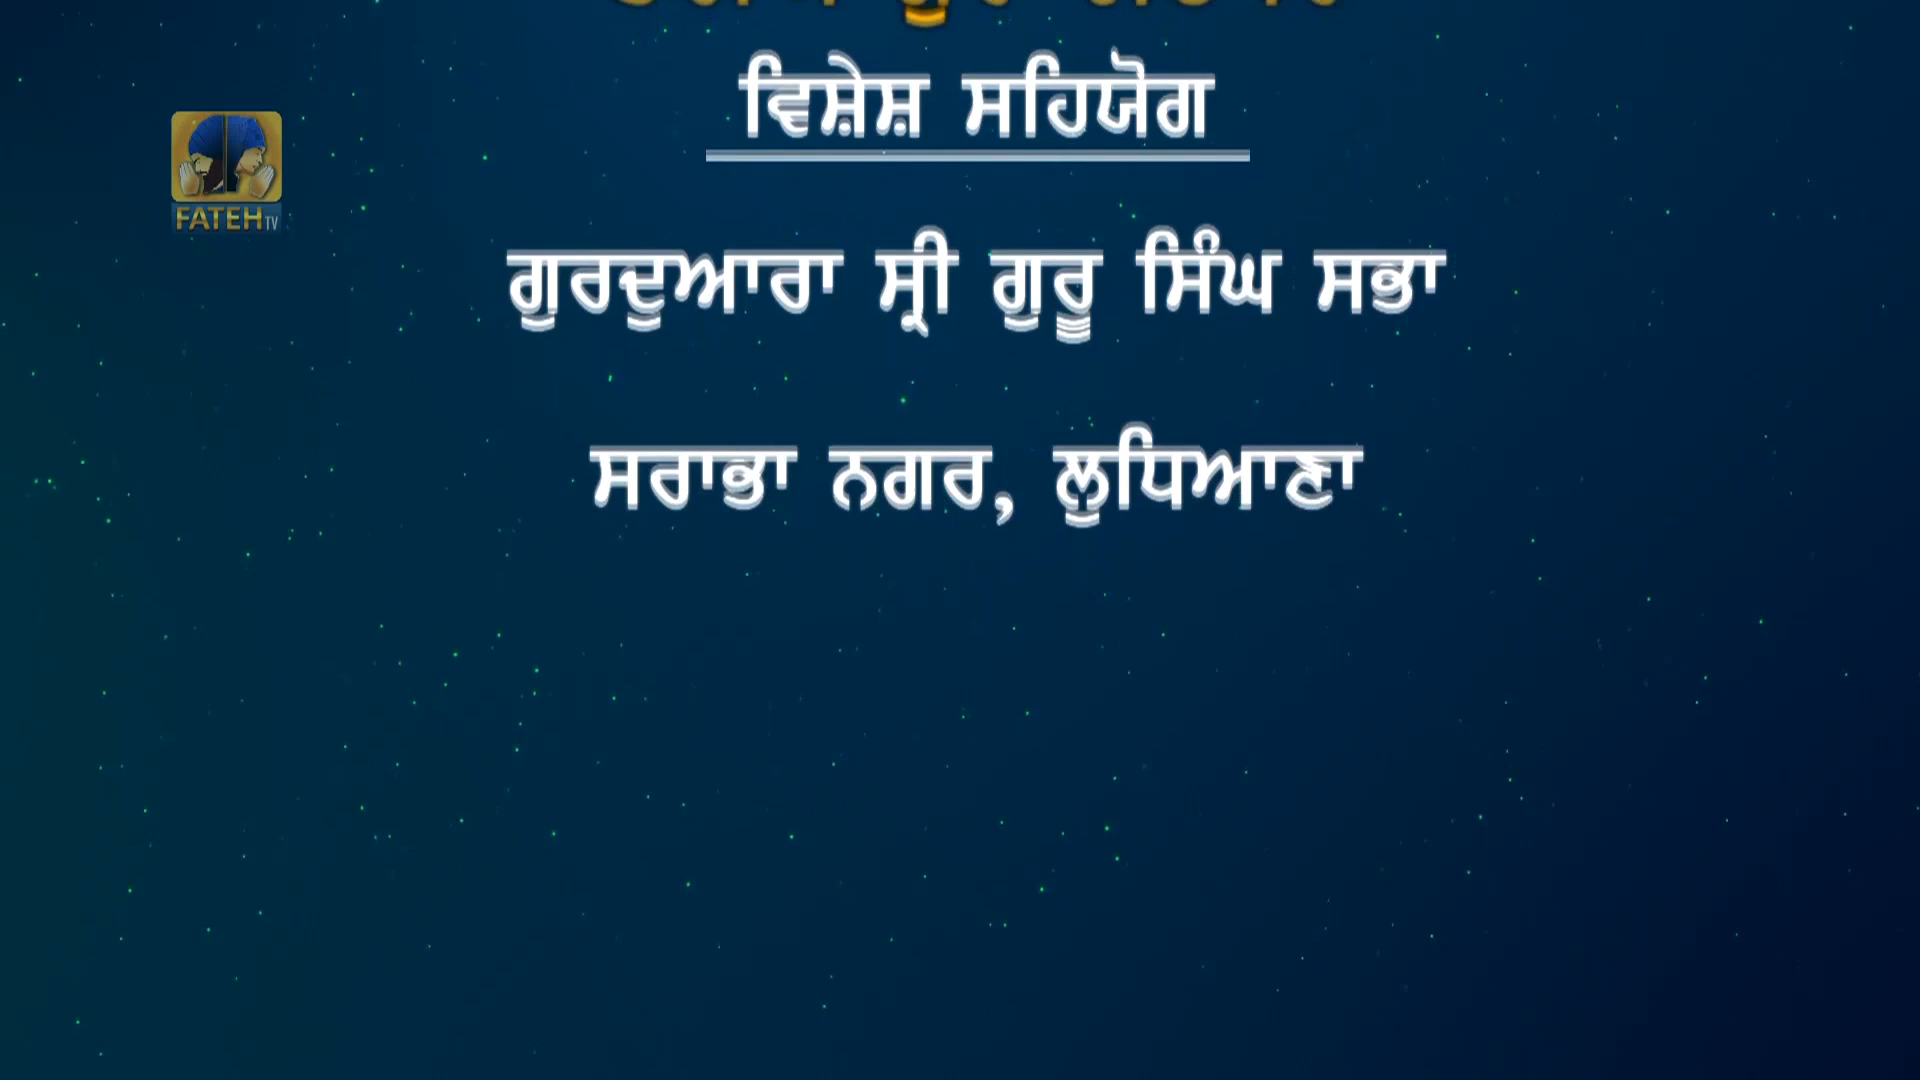 ਵਿਸ਼ੇਸ਼ ਸਹਿਯੋਗ
FATEH TV
ਗੁਰਦੁਆਰਾ ਸ੍ਰੀ ਗੁਰੂ ਸਿੰਘ ਸਭਾ
ਸਰਾਭਾ ਨਗਰ, ਲੁਧਿਆਣਾ